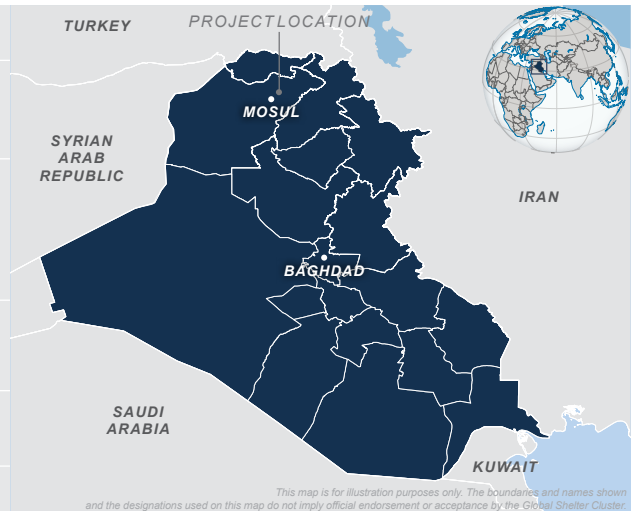 TURKEY
PROJECT LOCATION
MOSUL
SYRIAN
ARAB
REPUBLIC
IRAN
BAGHDAD
SAUDI
ARABIA
KUWAIT
This map is for illustration purposes only. The boundaries and names shown
and the designations used on this map do not imply official endorsement or acceptance by the Global Shelter Cluster.